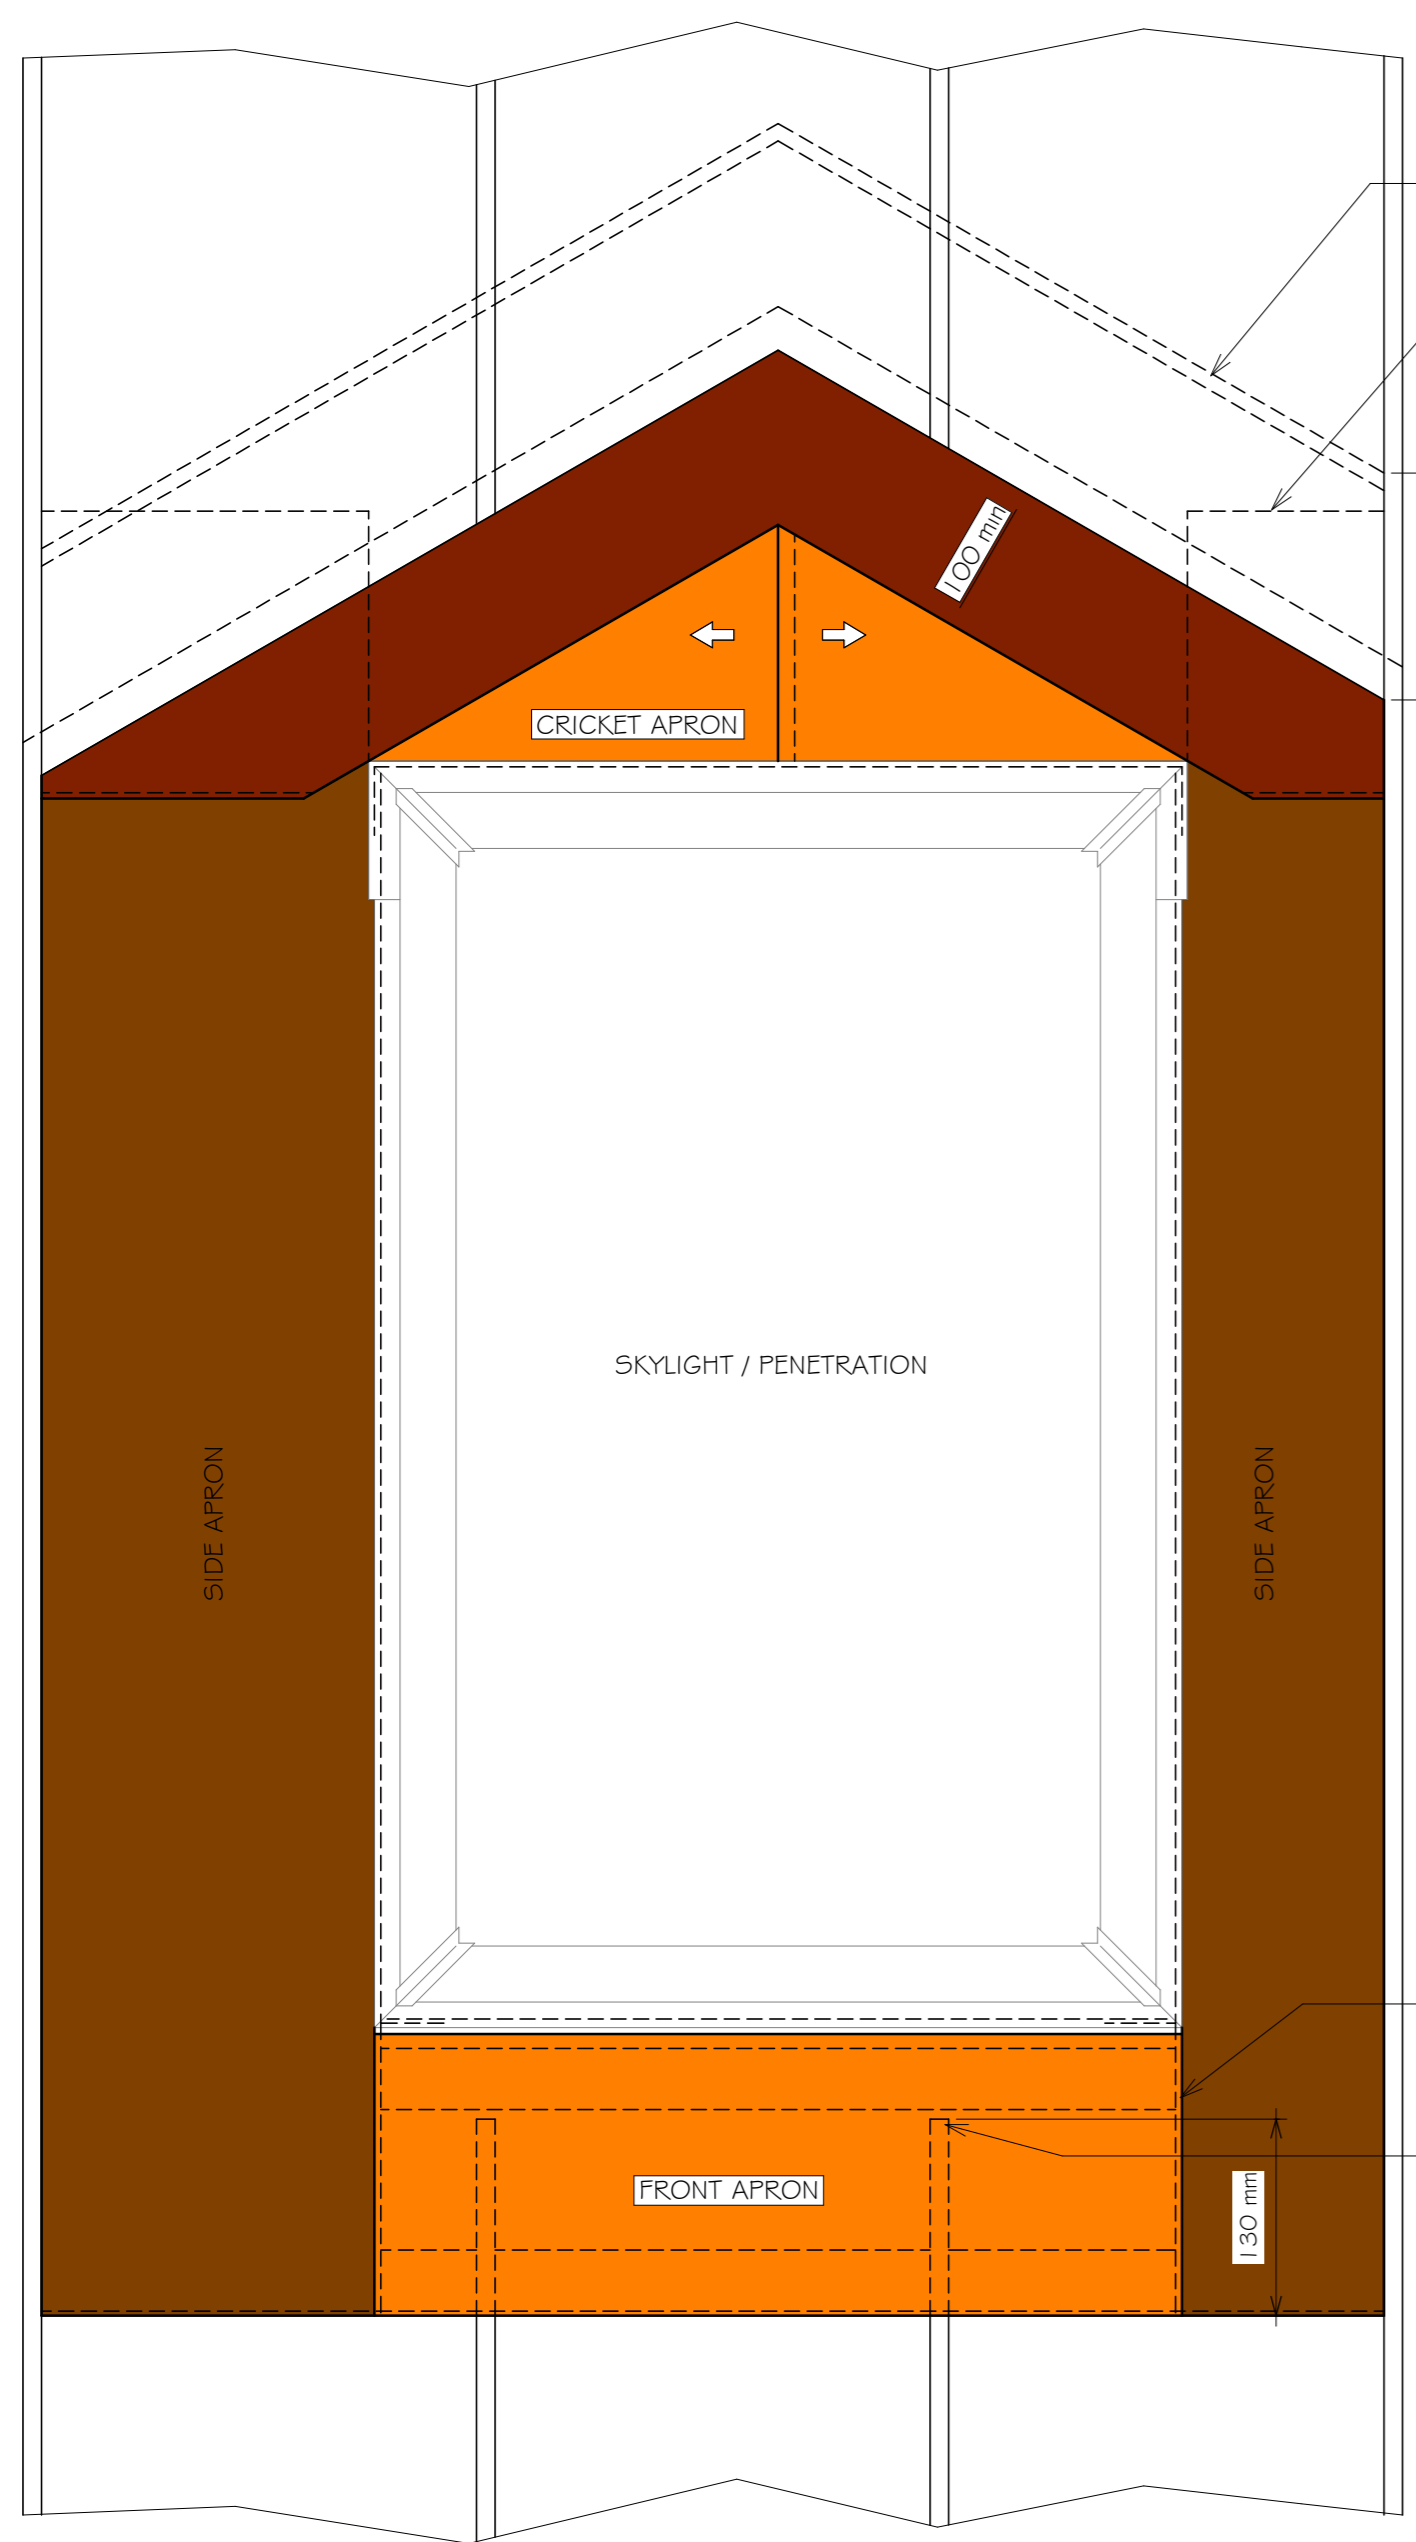 100 min
CRICKET APRON
SKYLIGHT / PENETRATION
SIDE APRON
SIDE APRON
FRONT APRON
130 mm